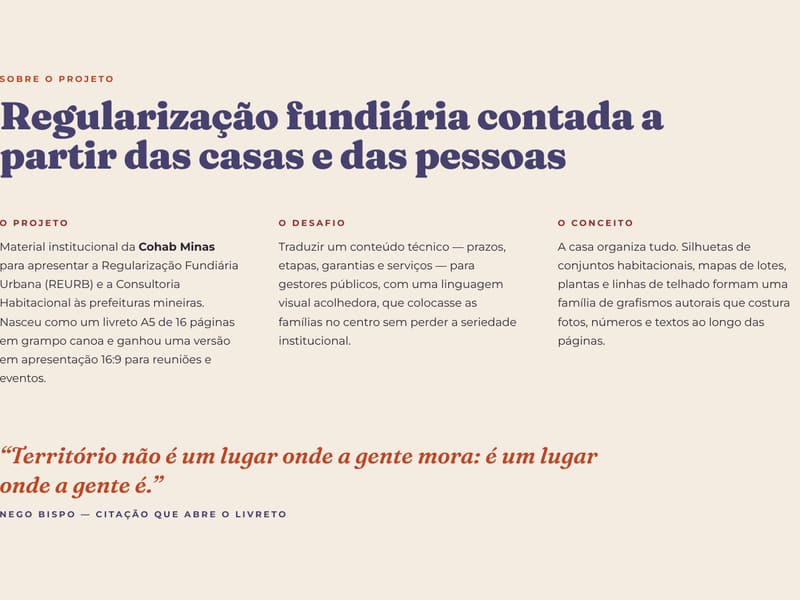 SOBRE O PROJETO
Regularização fundiária contada a
partir das casas e das pessoas
O PROJETO
Material institucional da Cohab Minas
para apresentar a Regularização Fundiária
Urbana (REURB) e a Consultoria
Habitacional às prefeituras mineiras.
Nasceu como um livreto A5 de 16 páginas
em grampo canoa e ganhou uma versão
em apresentação 16:9 para reuniões e
eventos.
O DESAFIO
Traduzir um conteúdo técnico — prazos,
etapas, garantias e serviços — para
gestores públicos, com uma linguagem
visual acolhedora, que colocasse as
famílias no centro sem perder a seriedade
institucional.
O CONCEITO
A casa organiza tudo. Silhuetas de
conjuntos habitacionais, mapas de lotes,
plantas e linhas de telhado formam uma
família de grafismos autorais que costura
fotos, números e textos ao longo das
páginas.
“Território não é um lugar onde a gente mora: é um lugar
onde a gente é.”
NEGO BISPO — CITAÇÃO QUE ABRE O LIVRETO